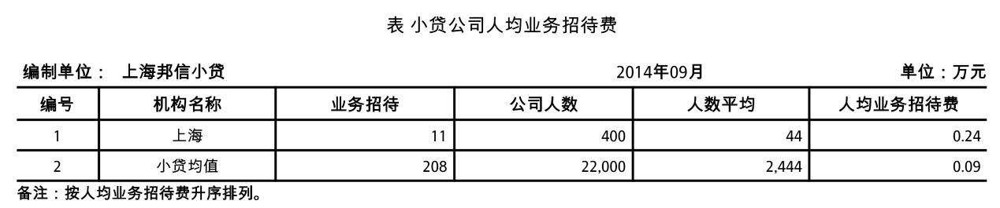 表 小贷公司人均业务招待费
编制单位： 上海邦信小贷 2014年09月 单位：万元
编号 机构名称 业务招待 公司人数 人数平均 人均业务招待费
1 上海 11 400 44 0.24
2 小贷均值 208 22,000 2,444 0.09
备注：按人均业务招待费升序排列。